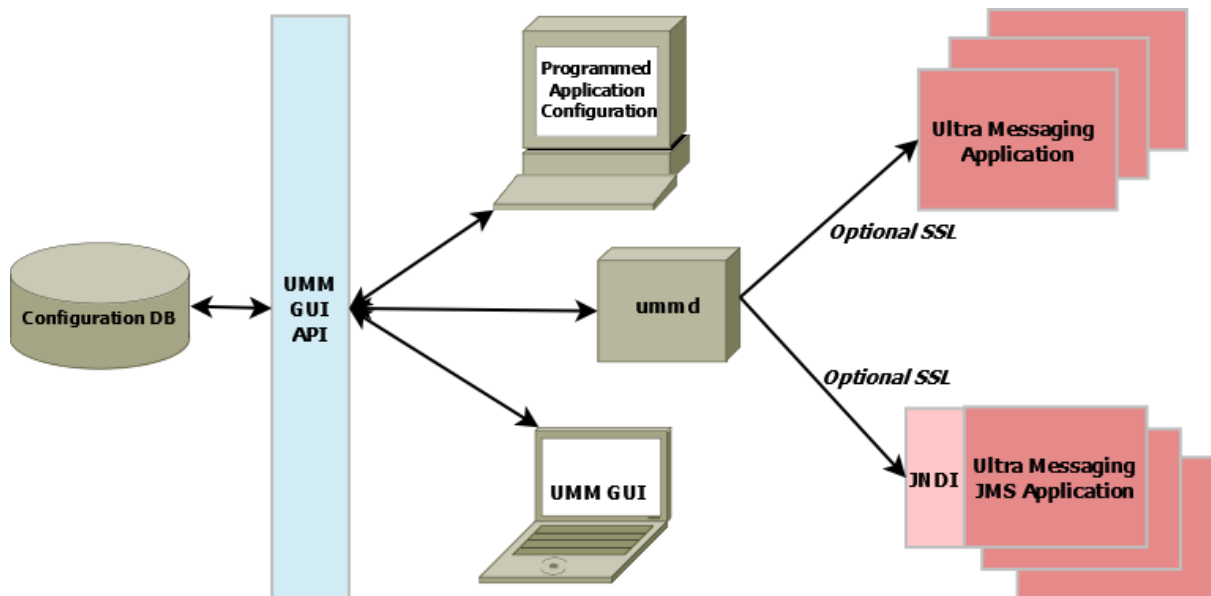 Programmed
Application
Configuration
Ultra Messaging
Application
Optional SSL
Configuration DB
UMM
GUI
API
ummd
Optional SSL
UMM GUI
JNDI
Ultra Messaging
JMS Application